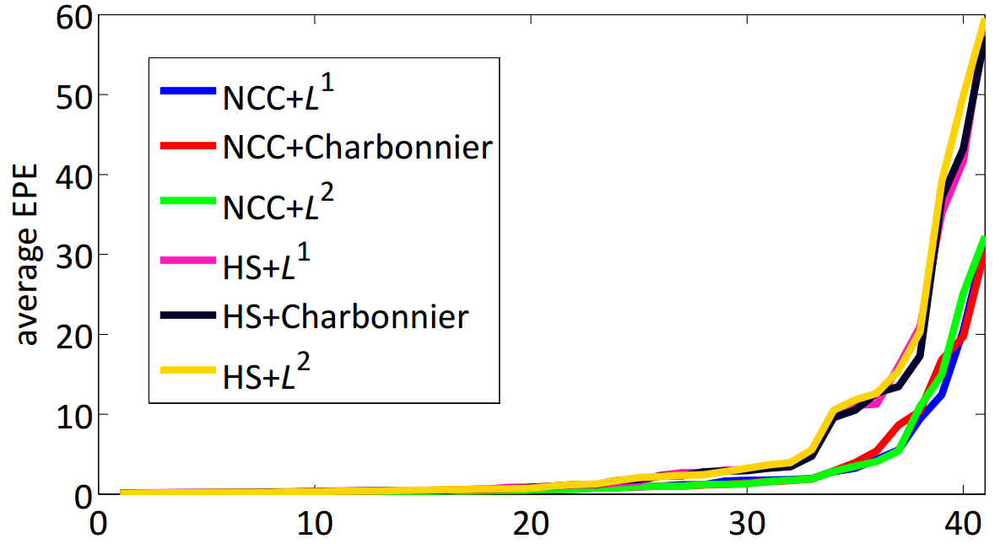 60
50
40
30
20
10
0
average EPE
NCC+L¹
NCC+Charbonnier
NCC+L²
HS+L¹
HS+Charbonnier
HS+L²
0 10 20 30 40